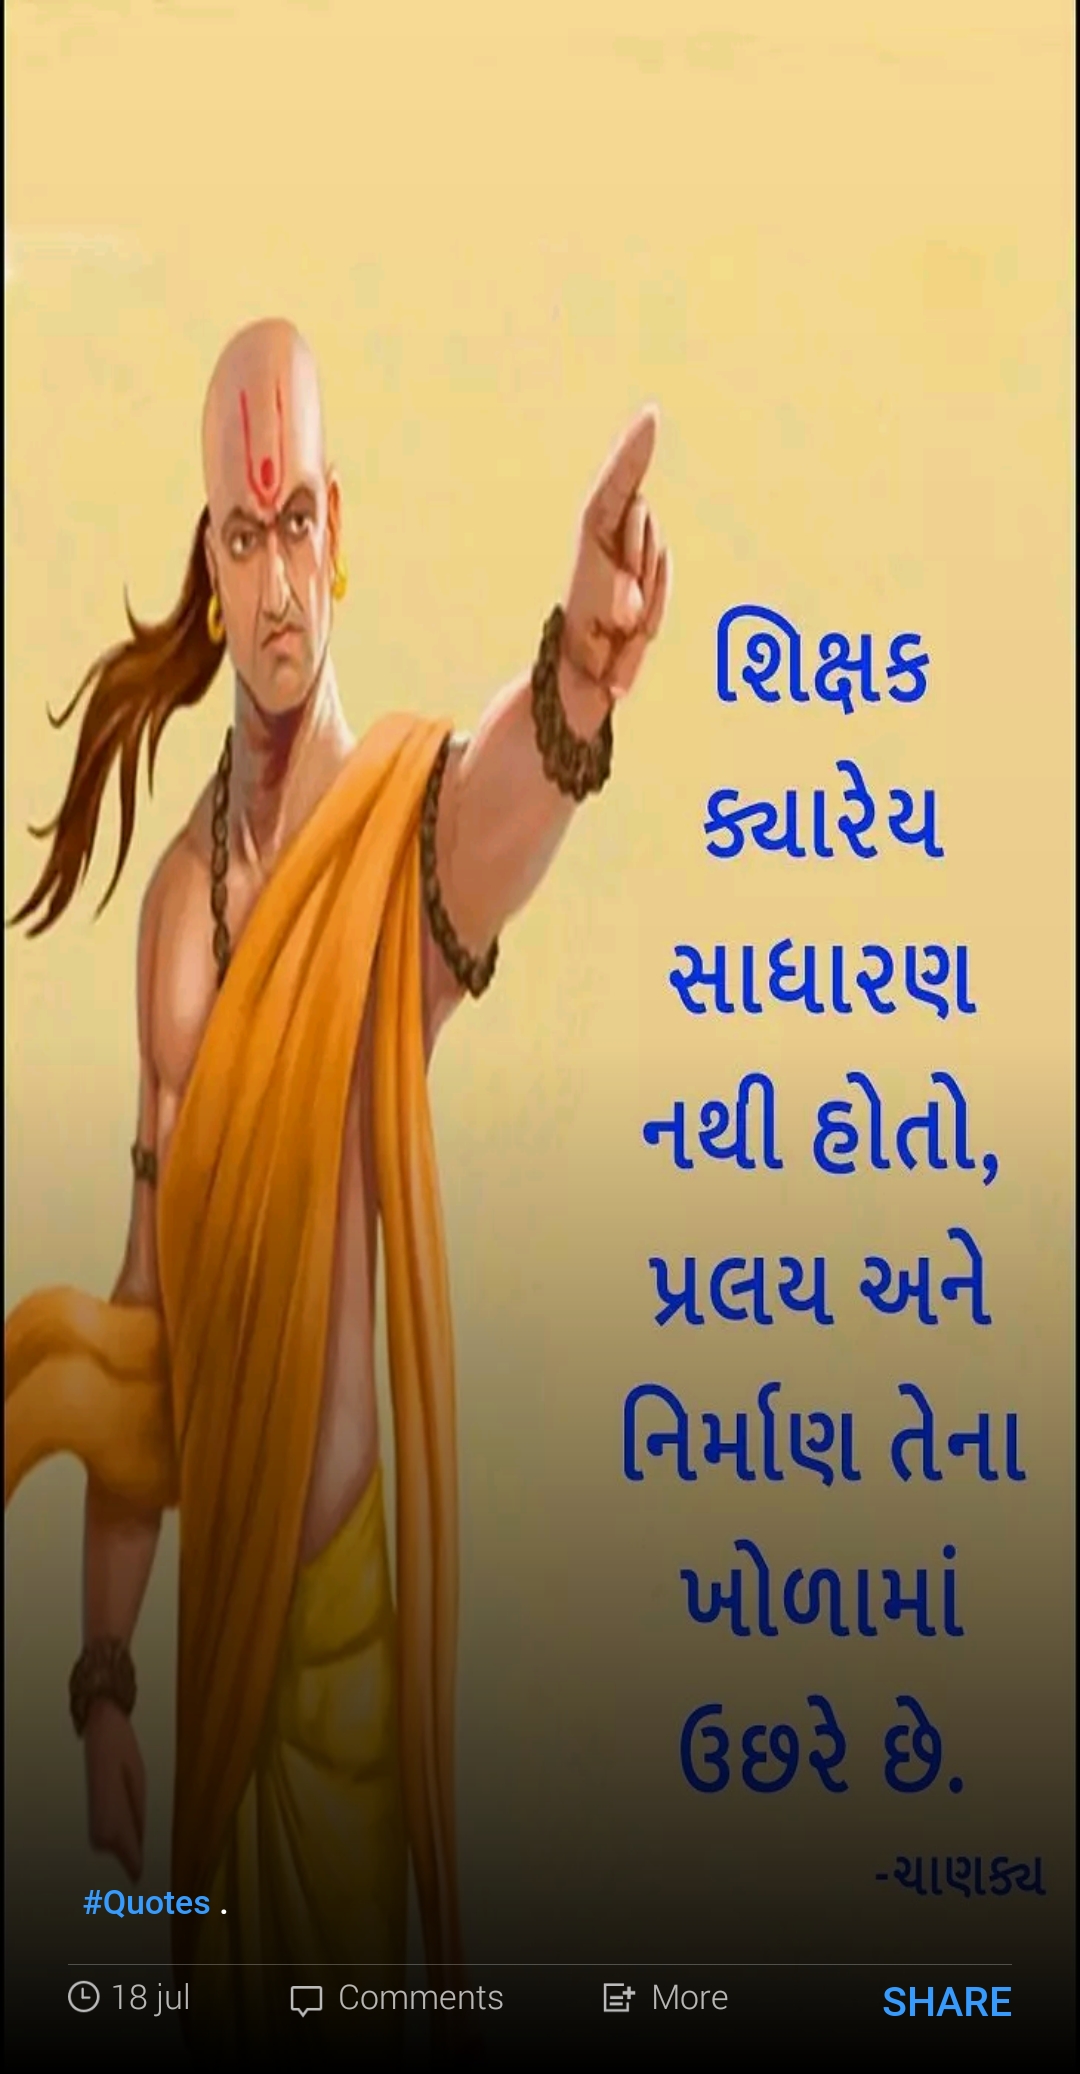 શિક્ષક
ક્યારેય
સાધારણ
નથી હોતો,
પ્રલય અને
નિર્માણ તેના
ખોળામાં
ઉછરે છે.
-ચાણક્ય
#Quotes .
18 jul Comments More SHARE